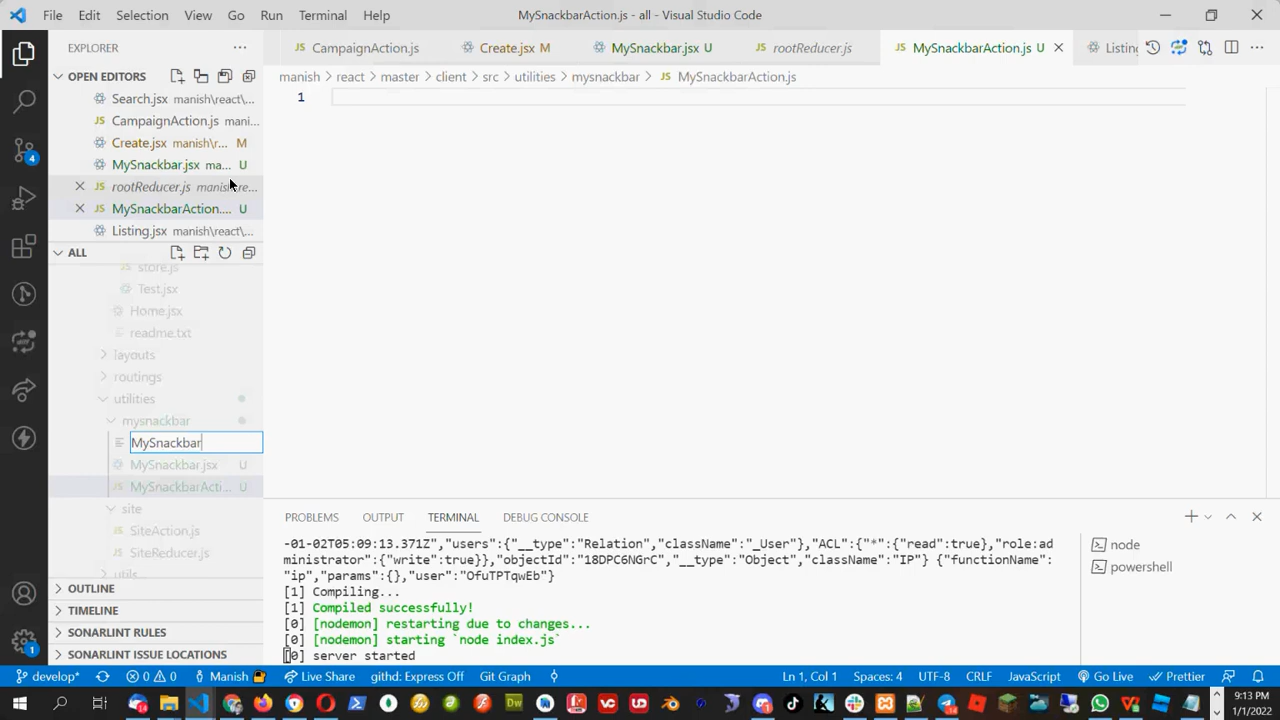 File Edit Selection View Go Run Terminal Help MySnackbarAction.js - all - Visual Studio Code
EXPLORER
CampaignAction.js Create.jsx M MySnackbar.jsx U rootReducer.js MySnackbarAction.js U Listing
manish react master client src utilities mysnackbar MySnackbarAction.js
OPEN EDITORS
Search.jsx manish\react\...
CampaignAction.js mani...
Create.jsx manish\r... M
MySnackbar.jsx ma... U
rootReducer.js manish\re...
MySnackbarAction.... U
Listing.jsx manish\react\...
1
ALL
store.js
Test.jsx
Home.jsx
readme.txt
layouts
routings
utilities
mysnackbar
MySnackbar
MySnackbar.jsx U
MySnackbarActi... U
site
SiteAction.js
SiteReducer.js
utils
OUTLINE
TIMELINE
SONARLINT RULES
SONARLINT ISSUE LOCATIONS
4
1
PROBLEMS OUTPUT TERMINAL DEBUG CONSOLE
-01-02T05:09:13.371Z","users":{"__type":"Relation","className":"_User"},"ACL":{"*":{"read":true},"role:ad
ministrator":{"write":true}},"objectId":"18DPC6NGrC","__type":"Object","className":"IP"} {"functionName":
"ip","params":{},"user":"OfuTPTqwEb"}
[1] Compiling...
[1] Compiled successfully!
[0] [nodemon] restarting due to changes...
[0] [nodemon] starting `node index.js`
[0] server started
node
powershell
develop* 0 0 Manish Live Share githd: Express Off Git Graph Ln 1, Col 1 Spaces: 4 UTF-8 CRLF JavaScript Go Live Prettier
9:13 PM
1/1/2022